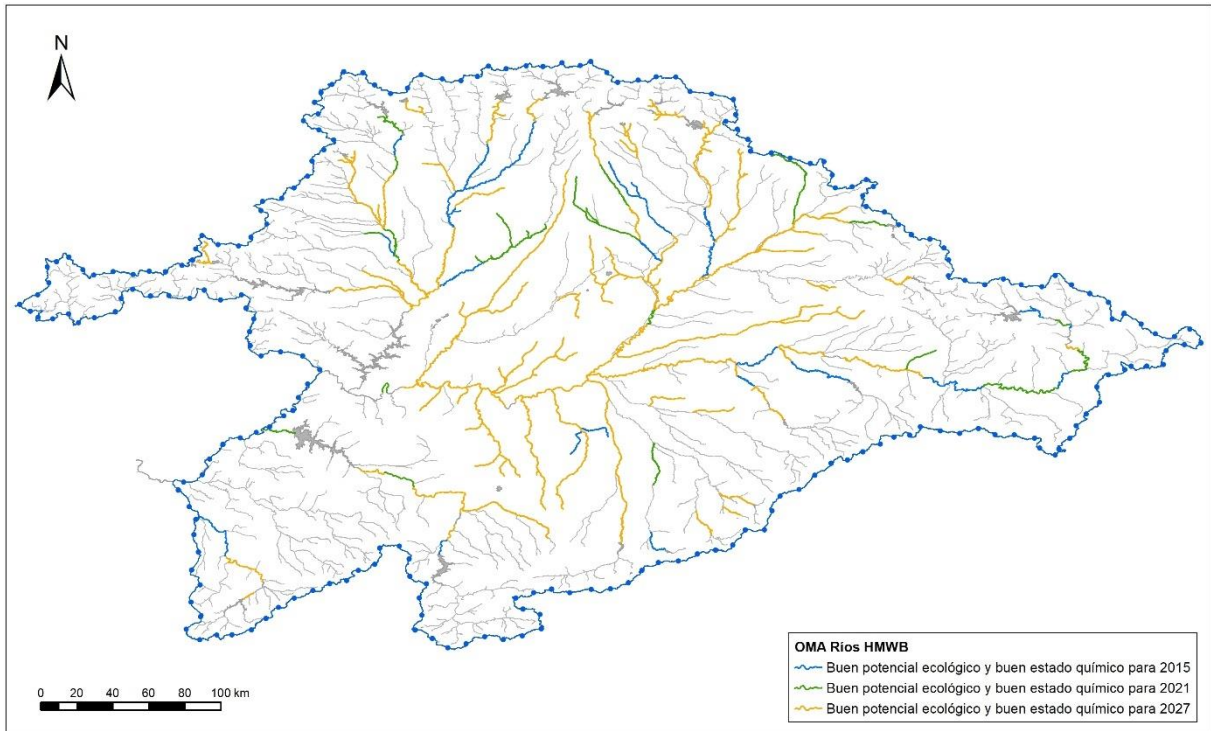 N
OMA Ríos HMWB
Buen potencial ecológico y buen estado químico para 2015
Buen potencial ecológico y buen estado químico para 2021
Buen potencial ecológico y buen estado químico para 2027
0 20 40 60 80 100 km